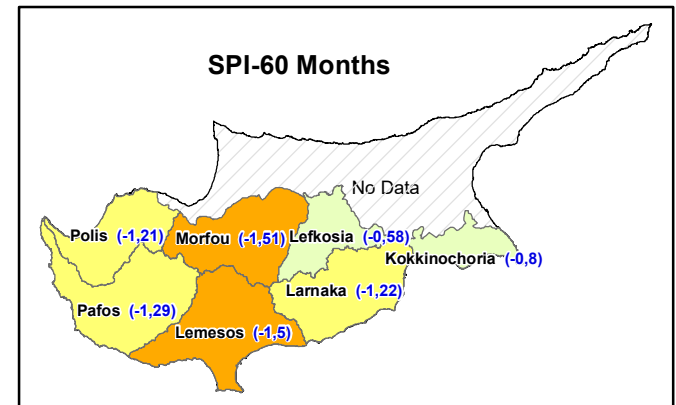 SPI-60 Months
No Data
Polis (-1,21)
Morfou (-1,51)
Lefkosia (-0,58)
Kokkinochoria (-0,8)
Pafos (-1,29)
Larnaka (-1,22)
Lemesos (-1,5)